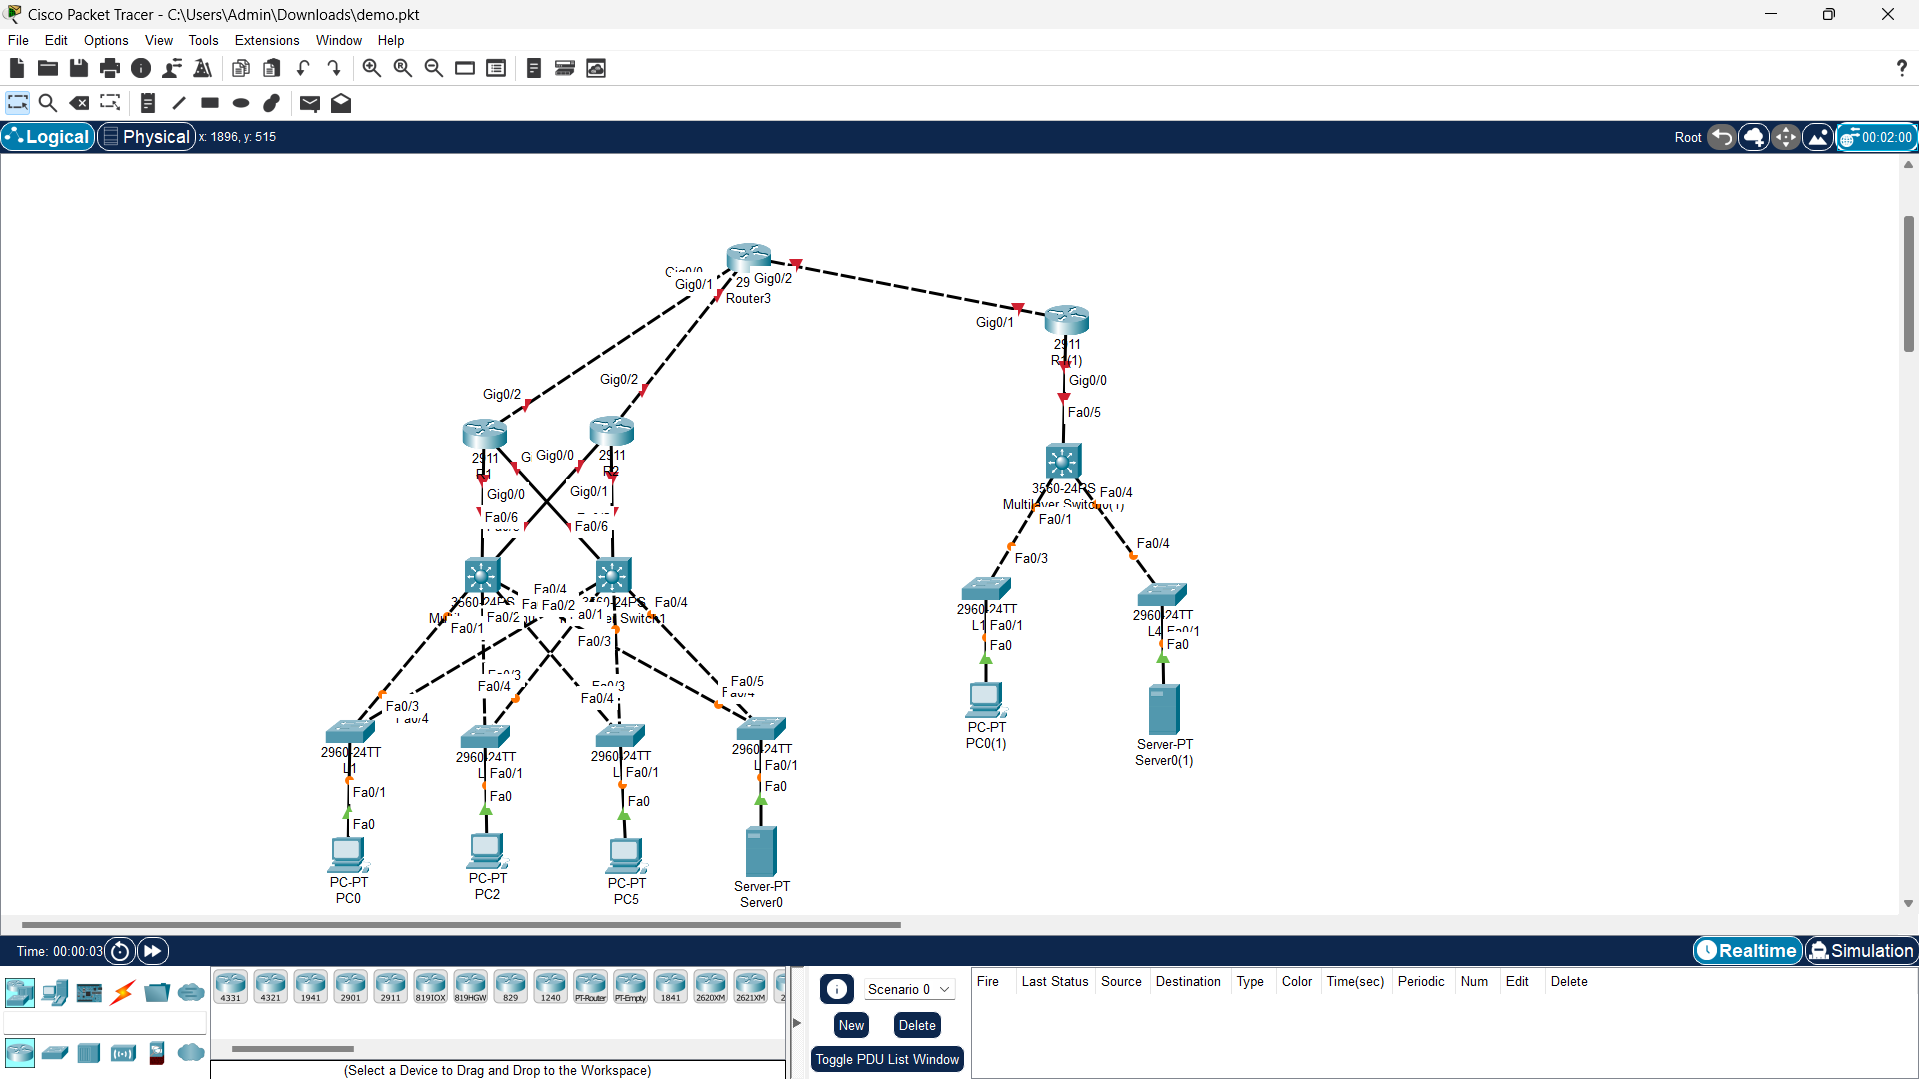 Cisco Packet Tracer - C:\Users\Admin\Downloads\demo.pkt
File Edit Options View Tools Extensions Window Help
?
Logical Physical x: 1896, y: 515 Root 00:02:00
Gig0/0
Gig0/1
Gig0/2
Router3
Gig0/1
2911
R1(1)
Gig0/0
Fa0/5
Gig0/2
Gig0/2
2911
R1
Gig0/0
2911
R2
Gig0/0
Gig0/1
Fa0/6
Fa0/6
3560-24PS
Multilayer Switch0(1)
Fa0/4
Fa0/1
Fa0/3
Fa0/4
3560-24PS
Fa0/4
Fa0/2
Fa0/1
Fa0/2
Fa0/4
Fa0/3
2960-24TT
L1
Fa0/1
Fa0
2960-24TT
L4
Fa0/1
Fa0
Fa0/3
Fa0/4
Fa0/3
Fa0/4
Fa0/3
Fa0/4
Fa0/5
Fa0/4
2960-24TT
L1
Fa0/1
Fa0
2960-24TT
Fa0/1
Fa0
2960-24TT
Fa0/1
Fa0
2960-24TT
Fa0/1
Fa0
PC-PT
PC0(1)
Server-PT
Server0(1)
PC-PT
PC0
PC-PT
PC2
PC-PT
PC5
Server-PT
Server0
Time: 00:00:03 Realtime Simulation
4331 4321 1941 2901 2911 819IOX 819HGW 829 1240 PT-Router PT-Empty 1841 2620XM 2621XM
(Select a Device to Drag and Drop to the Workspace)
Scenario 0
New Delete
Toggle PDU List Window
Fire Last Status Source Destination Type Color Time(sec) Periodic Num Edit Delete